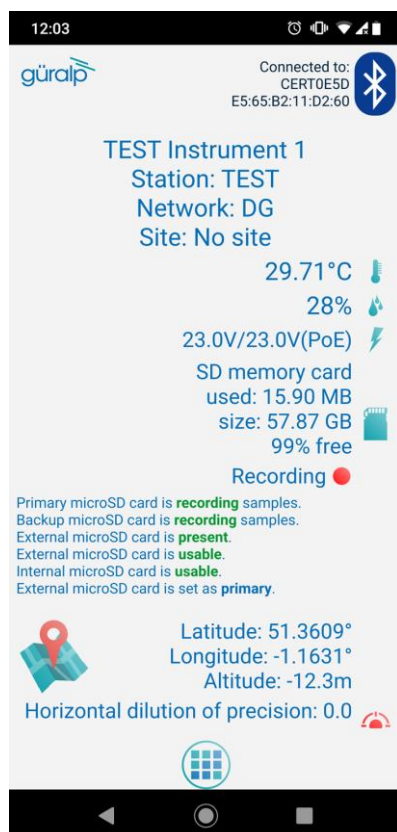 12:03
güralp
Connected to:
CERT0E5D
E5:65:B2:11:D2:60
TEST Instrument 1
Station: TEST
Network: DG
Site: No site
29.71°C
28%
23.0V/23.0V(PoE)
SD memory card
used: 15.90 MB
size: 57.87 GB
99% free
Recording
Primary microSD card is recording samples.
Backup microSD card is recording samples.
External microSD card is present.
External microSD card is usable.
Internal microSD card is usable.
External microSD card is set as primary.
Latitude: 51.3609°
Longitude: -1.1631°
Altitude: -12.3m
Horizontal dilution of precision: 0.0